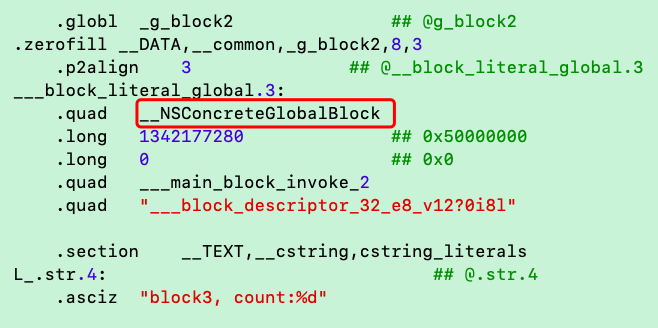 .globl _g_block2 ## @g_block2
.zerofill __DATA,__common,_g_block2,8,3
.p2align 3 ## @__block_literal_global.3
___block_literal_global.3:
.quad __NSConcreteGlobalBlock
.long 1342177280 ## 0x50000000
.long 0 ## 0x0
.quad ___main_block_invoke_2
.quad "___block_descriptor_32_e8_v12?0i8l"
.section __TEXT,__cstring,cstring_literals
L_.str.4: ## @.str.4
.asciz "block3, count:%d"